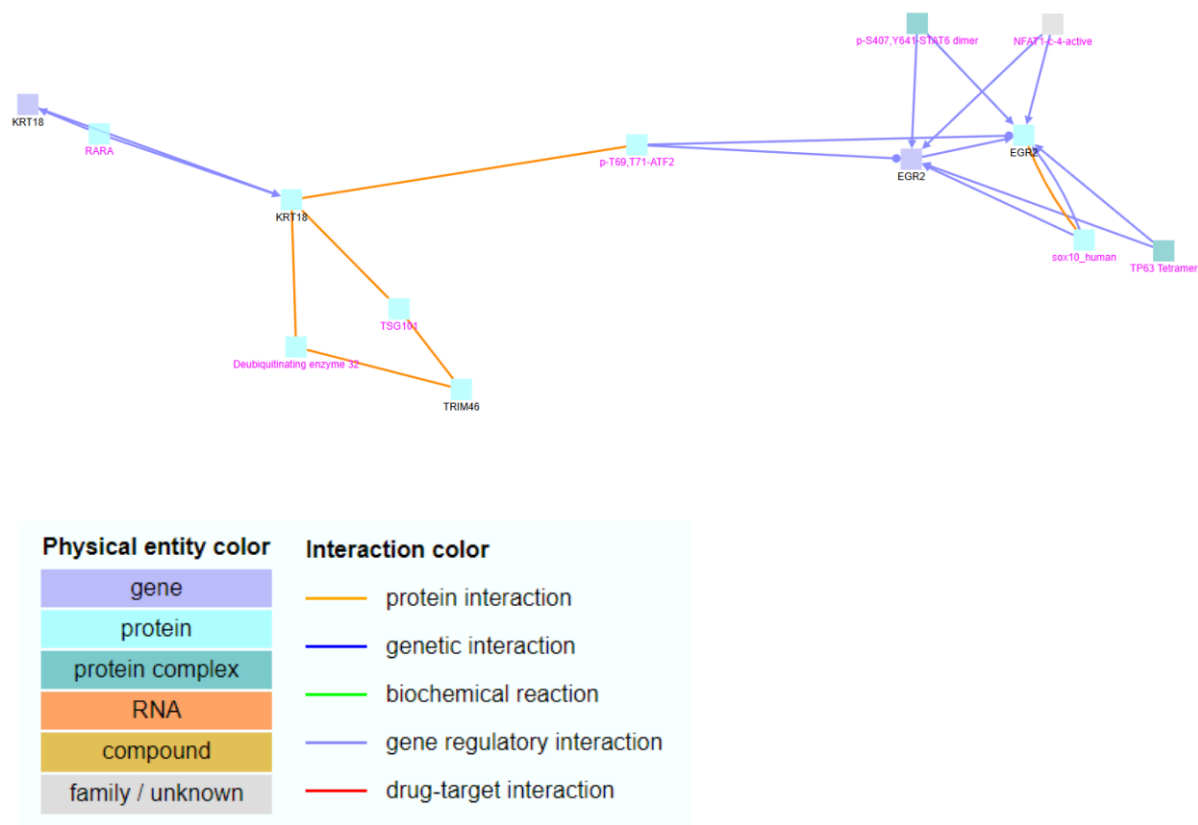 p-S407,Y641-STAT6 dimer
NFAT1-c-4-active
KRT18
RARA
p-T69,T71-ATF2
EGR2
EGR2
KRT18
sox10_human
TP63 Tetramer
TSG101
Deubiquitinating enzyme 32
TRIM46
Physical entity color
gene
protein
protein complex
RNA
compound
family / unknown
Interaction color
protein interaction
genetic interaction
biochemical reaction
gene regulatory interaction
drug-target interaction